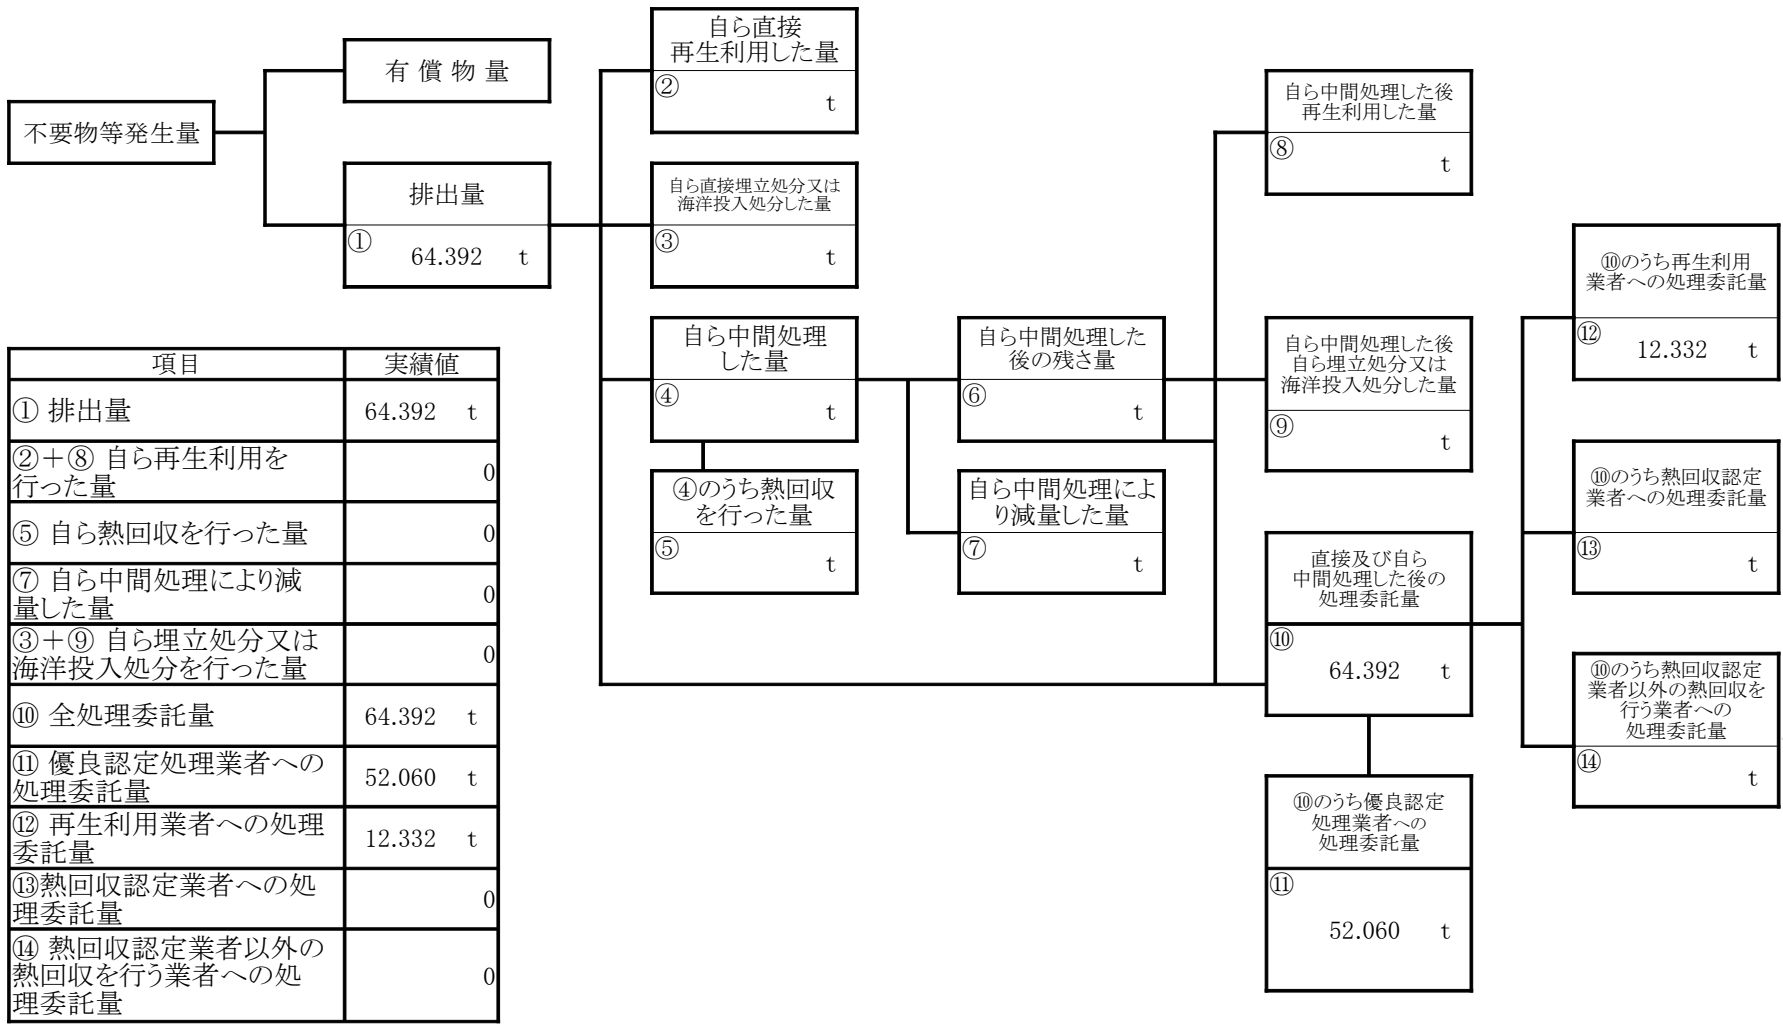 不要物等発生量
有 償 物 量
排出量
① 64.392 t
自ら直接
再生利用した量
② t
自ら直接埋立処分又は
海洋投入処分した量
③ t
自ら中間処理
した量
④ t
④のうち熱回収
を行った量
⑤ t
自ら中間処理した
後の残さ量
⑥ t
自ら中間処理によ
り減量した量
⑦ t
自ら中間処理した後
再生利用した量
⑧ t
自ら中間処理した後
自ら埋立処分又は
海洋投入処分した量
⑨ t
直接及び自ら
中間処理した後の
処理委託量
⑩
64.392 t
⑩のうち優良認定
処理業者への
処理委託量
⑪
52.060 t
⑩のうち再生利用
業者への処理委託量
⑫ 12.332 t
⑩のうち熱回収認定
業者への処理委託量
⑬ t
⑩のうち熱回収認定
業者以外の熱回収を
行う業者への
処理委託量
⑭ t
項目 実績値
① 排出量 64.392 t
②+⑧ 自ら再生利用を
行った量 0
⑤ 自ら熱回収を行った量 0
⑦ 自ら中間処理により減
量した量 0
③+⑨ 自ら埋立処分又は
海洋投入処分を行った量 0
⑩ 全処理委託量 64.392 t
⑪ 優良認定処理業者への
処理委託量 52.060 t
⑫ 再生利用業者への処理
委託量 12.332 t
⑬熱回収認定業者への処
理委託量 0
⑭ 熱回収認定業者以外の
熱回収を行う業者への処
理委託量 0